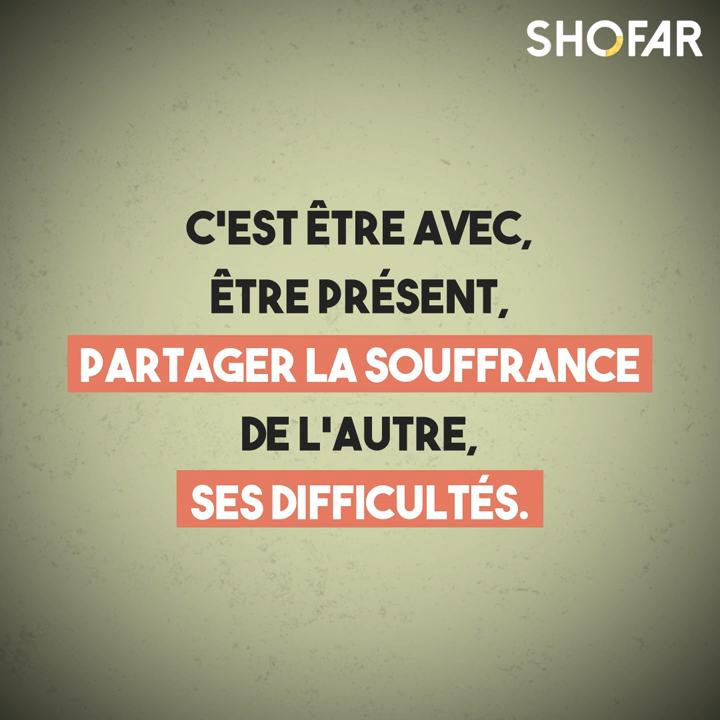 SHOFAR
C'EST ÊTRE AVEC,
ÊTRE PRÉSENT,
PARTAGER LA SOUFFRANCE
DE L'AUTRE,
SES DIFFICULTÉS.